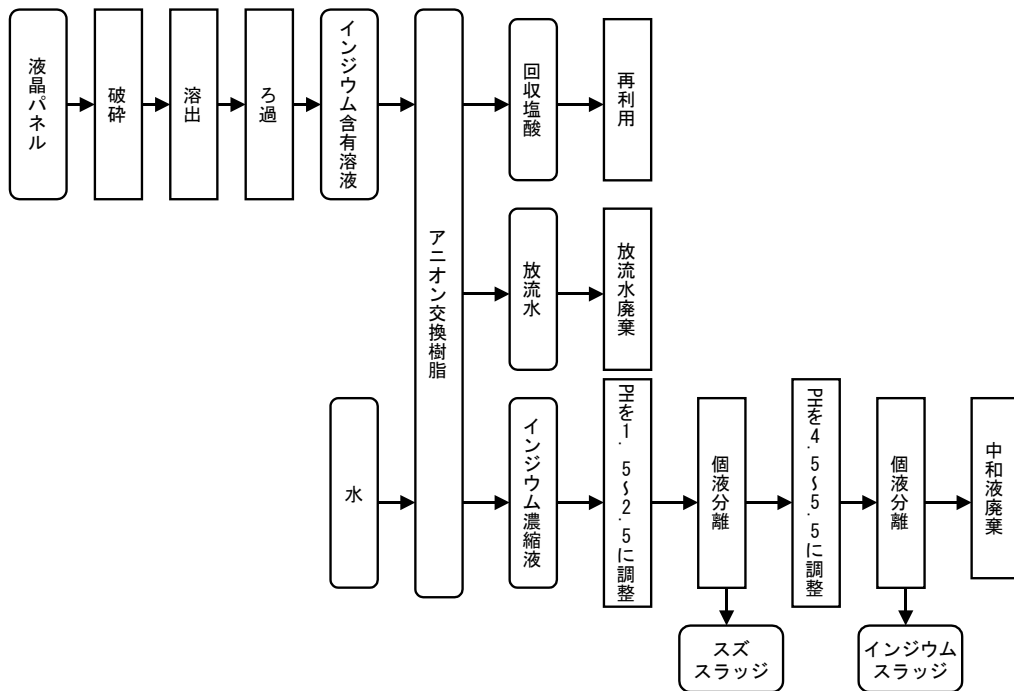 液晶パネル
破砕
溶出
ろ過
インジウム含有溶液
アニオン交換樹脂
回収塩酸
再利用
放流水
放流水廃棄
水
インジウム濃縮液
PHを1．5～2．5に調整
個液分離
PHを4．5～5．5に調整
個液分離
中和液廃棄
スズ
スラッジ
インジウム
スラッジ